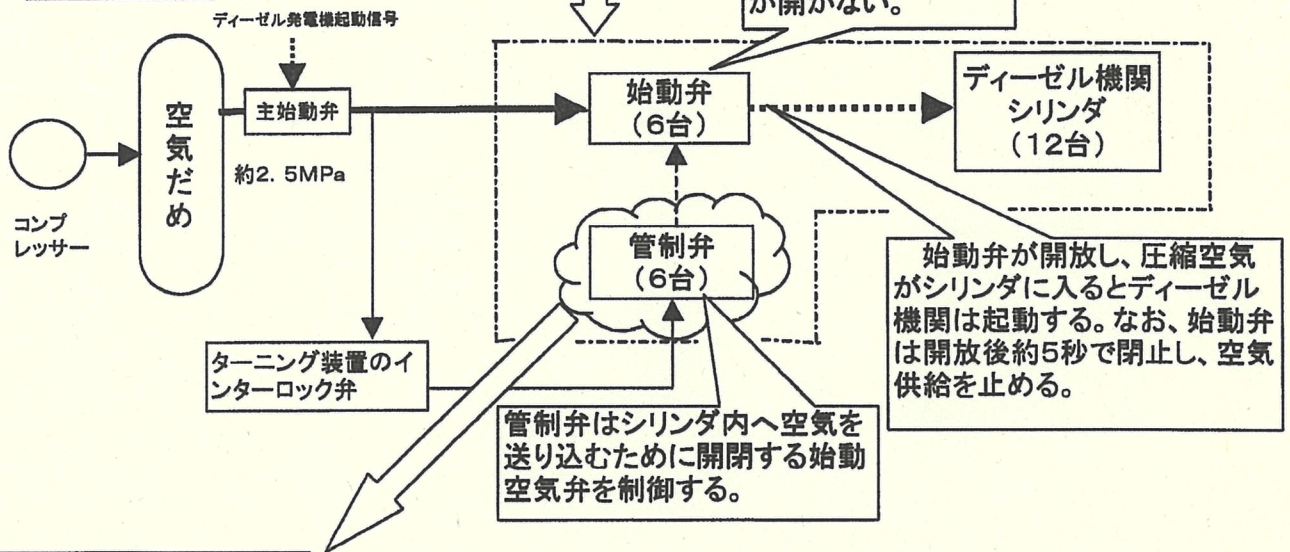 が開かない。
ディーゼル発電機起動信号
空気だめ
主始動弁
始動弁
(6台)
ディーゼル機関
シリンダ
(12台)
約2.5MPa
コンプ
レッサー
管制弁
(6台)
始動弁が開放し、圧縮空気
がシリンダに入るとディーゼル
機関は起動する。なお、始動弁
は開放後約5秒で閉止し、空気
供給を止める。
ターニング装置のイ
ンターロック弁
管制弁はシリンダ内へ空気を
送り込むために開閉する始動
空気弁を制御する。